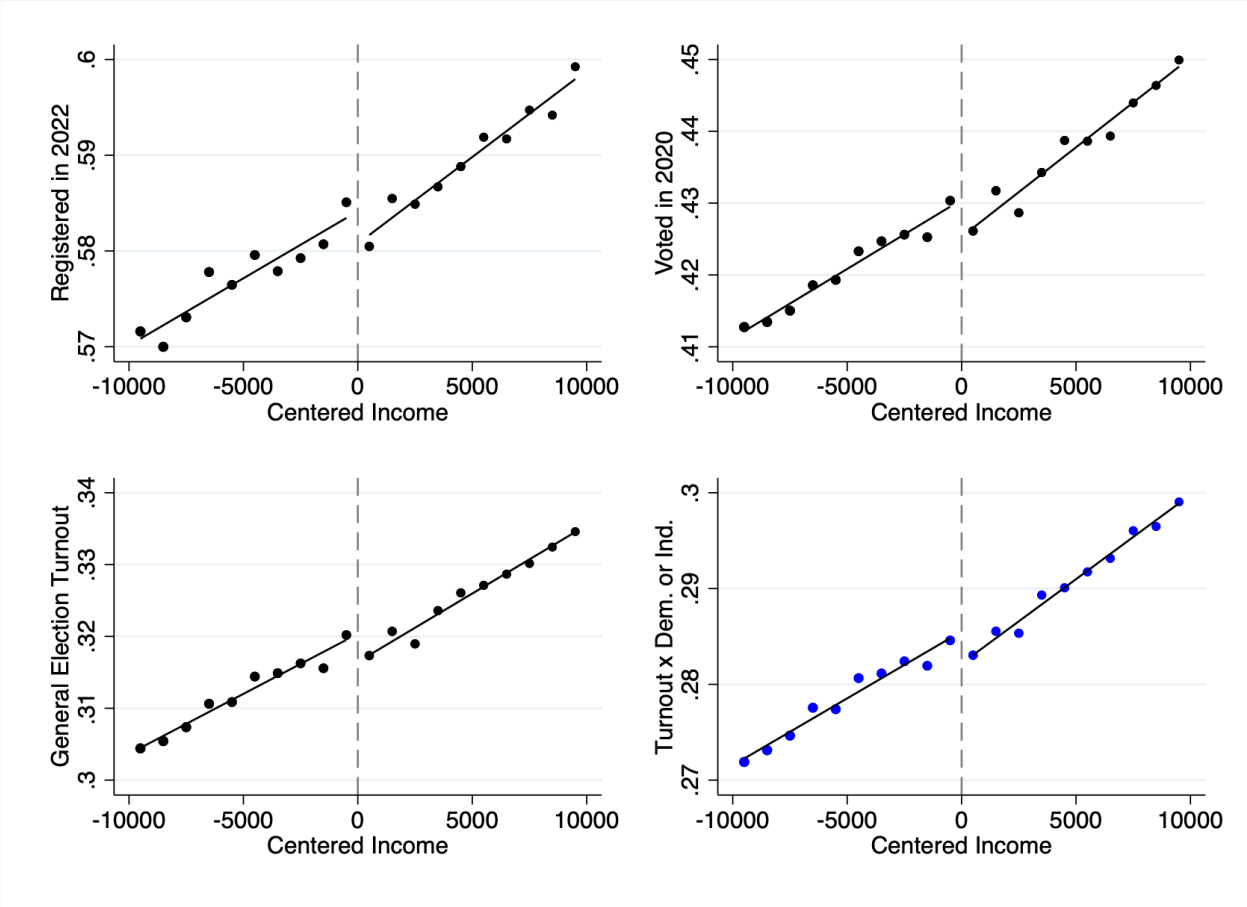 Registered in 2022
.6
.59
.58
.57
-10000 -5000 0 5000 10000
Centered Income
Voted in 2020
.45
.44
.43
.42
.41
-10000 -5000 0 5000 10000
Centered Income
General Election Turnout
.34
.33
.32
.31
.3
-10000 -5000 0 5000 10000
Centered Income
Turnout x Dem. or Ind.
.3
.29
.28
.27
-10000 -5000 0 5000 10000
Centered Income